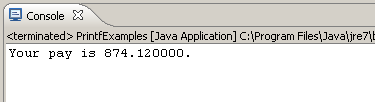 Console
<terminated> PrintfExamples [Java Application] C:\Program Files\Java\jre7\b
Your pay is 874.120000.